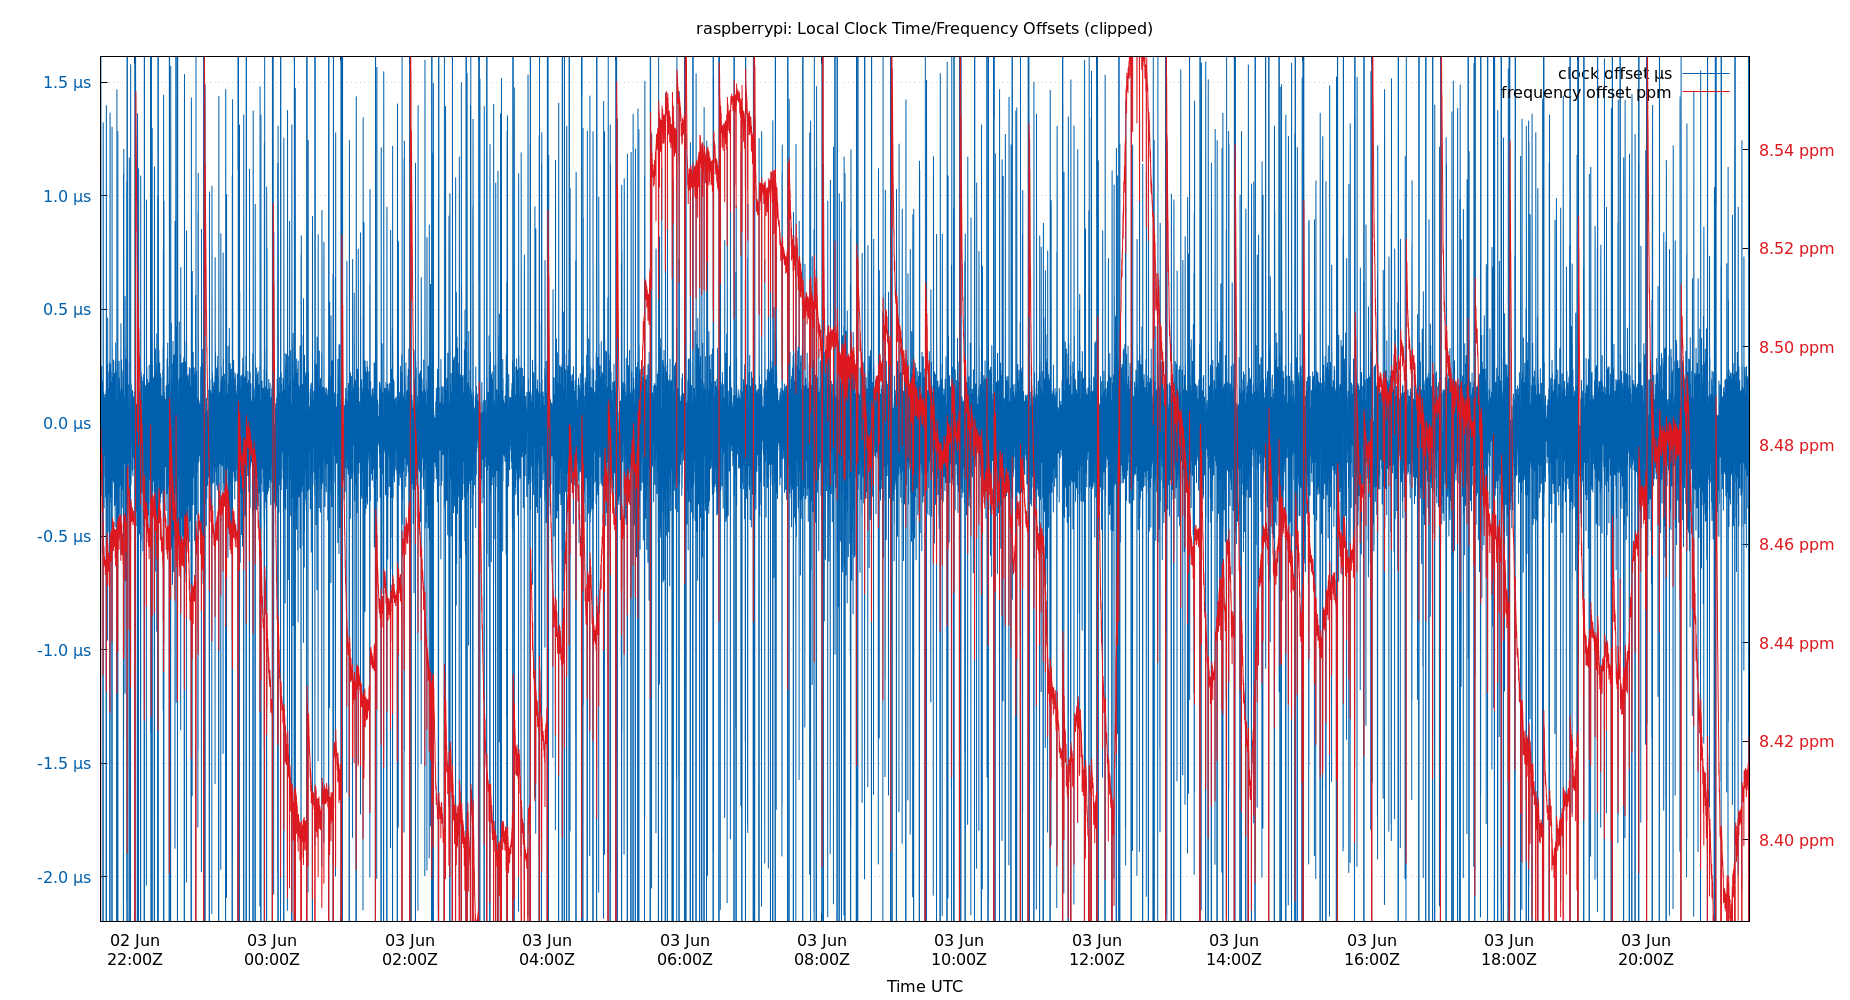 raspberrypi: Local Clock Time/Frequency Offsets (clipped)
clock offset µs
frequency offset ppm
1.5 µs
1.0 µs
0.5 µs
0.0 µs
-0.5 µs
-1.0 µs
-1.5 µs
-2.0 µs
8.54 ppm
8.52 ppm
8.50 ppm
8.48 ppm
8.46 ppm
8.44 ppm
8.42 ppm
8.40 ppm
02 Jun 03 Jun 03 Jun 03 Jun 03 Jun 03 Jun 03 Jun 03 Jun 03 Jun 03 Jun 03 Jun 03 Jun
22:00Z 00:00Z 02:00Z 04:00Z 06:00Z 08:00Z 10:00Z 12:00Z 14:00Z 16:00Z 18:00Z 20:00Z
Time UTC